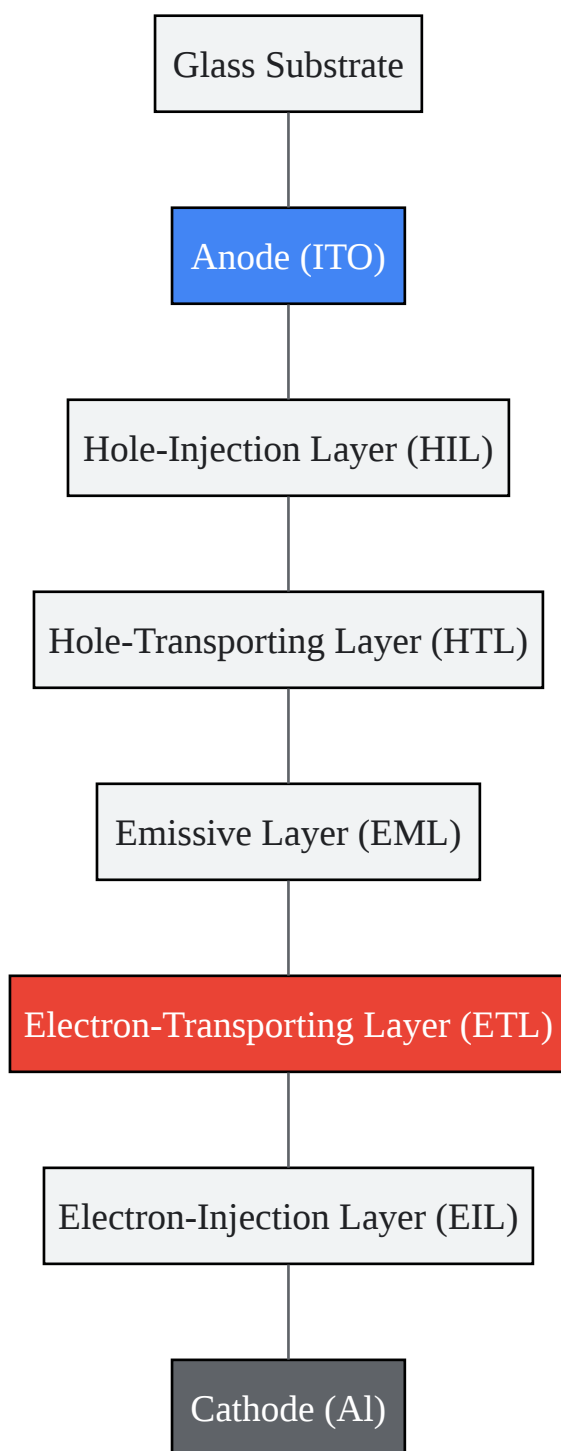 Glass Substrate
Anode (ITO)
Hole-Injection Layer (HIL)
Hole-Transporting Layer (HTL)
Emissive Layer (EML)
Electron-Transporting Layer (ETL)
Electron-Injection Layer (EIL)
Cathode (Al)